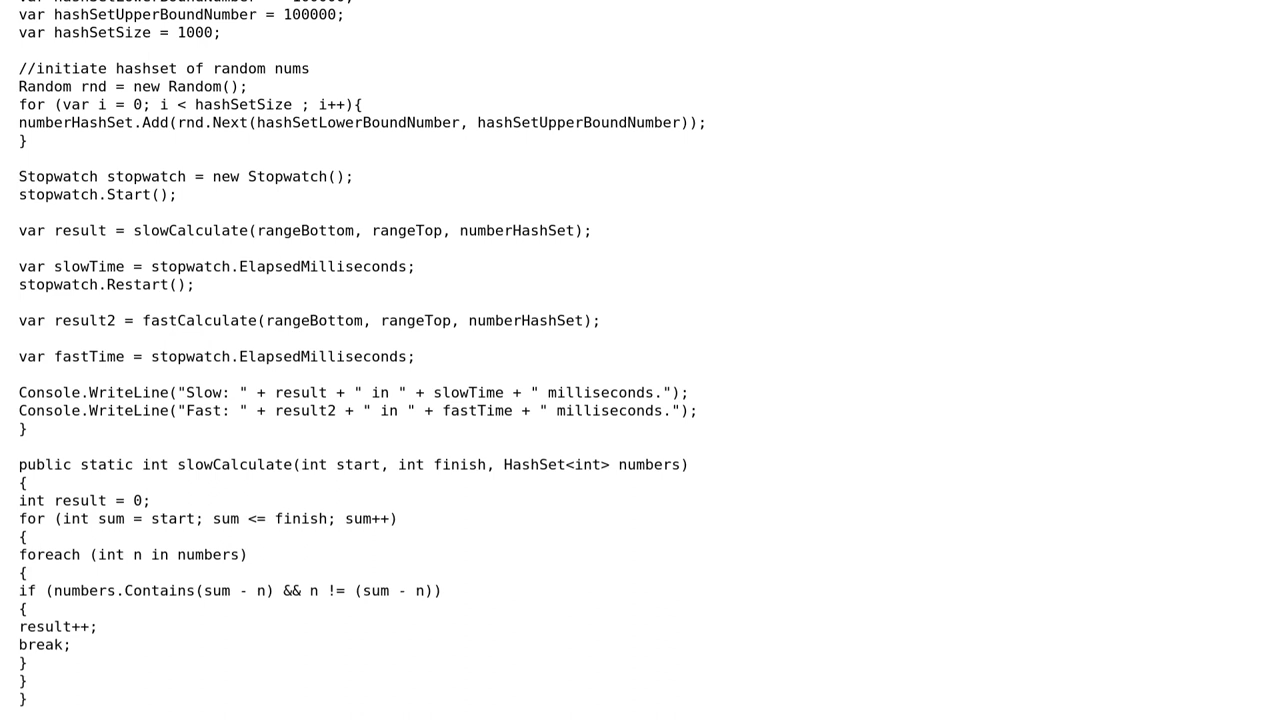 var hashSetUpperBoundNumber = 100000;
var hashSetSize = 1000;
//initiate hashset of random nums
Random rnd = new Random();
for (var i = 0; i < hashSetSize ; i++){
numberHashSet.Add(rnd.Next(hashSetLowerBoundNumber, hashSetUpperBoundNumber));
}
Stopwatch stopwatch = new Stopwatch();
stopwatch.Start();
var result = slowCalculate(rangeBottom, rangeTop, numberHashSet);
var slowTime = stopwatch.ElapsedMilliseconds;
stopwatch.Restart();
var result2 = fastCalculate(rangeBottom, rangeTop, numberHashSet);
var fastTime = stopwatch.ElapsedMilliseconds;
Console.WriteLine("Slow: " + result + " in " + slowTime + " milliseconds.");
Console.WriteLine("Fast: " + result2 + " in " + fastTime + " milliseconds.");
}
public static int slowCalculate(int start, int finish, HashSet<int> numbers)
{
int result = 0;
for (int sum = start; sum <= finish; sum++)
{
foreach (int n in numbers)
{
if (numbers.Contains(sum - n) && n != (sum - n))
{
result++;
break;
}
}
}